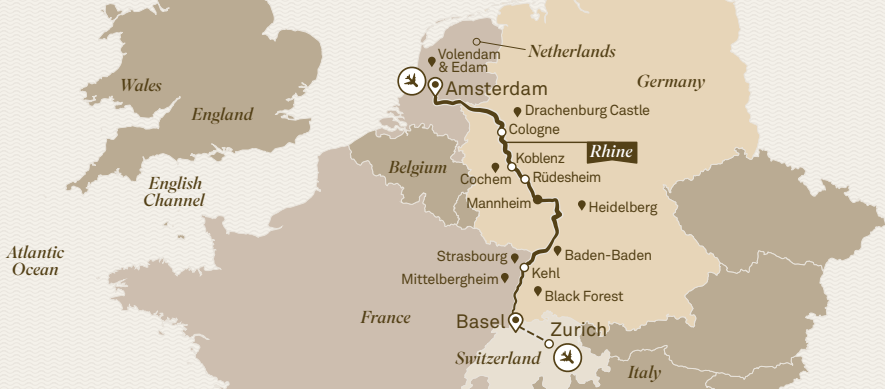 Volendam
& Edam
Netherlands
Wales
Germany
Amsterdam
England
Drachenburg Castle
Cologne
Rhine
Koblenz
Belgium
Cochem
Rüdesheim
English
Channel
Mannheim
Heidelberg
Atlantic
Ocean
Strasbourg
Baden-Baden
Kehl
Mittelbergheim
Black Forest
France
Basel
Zurich
Switzerland
Italy